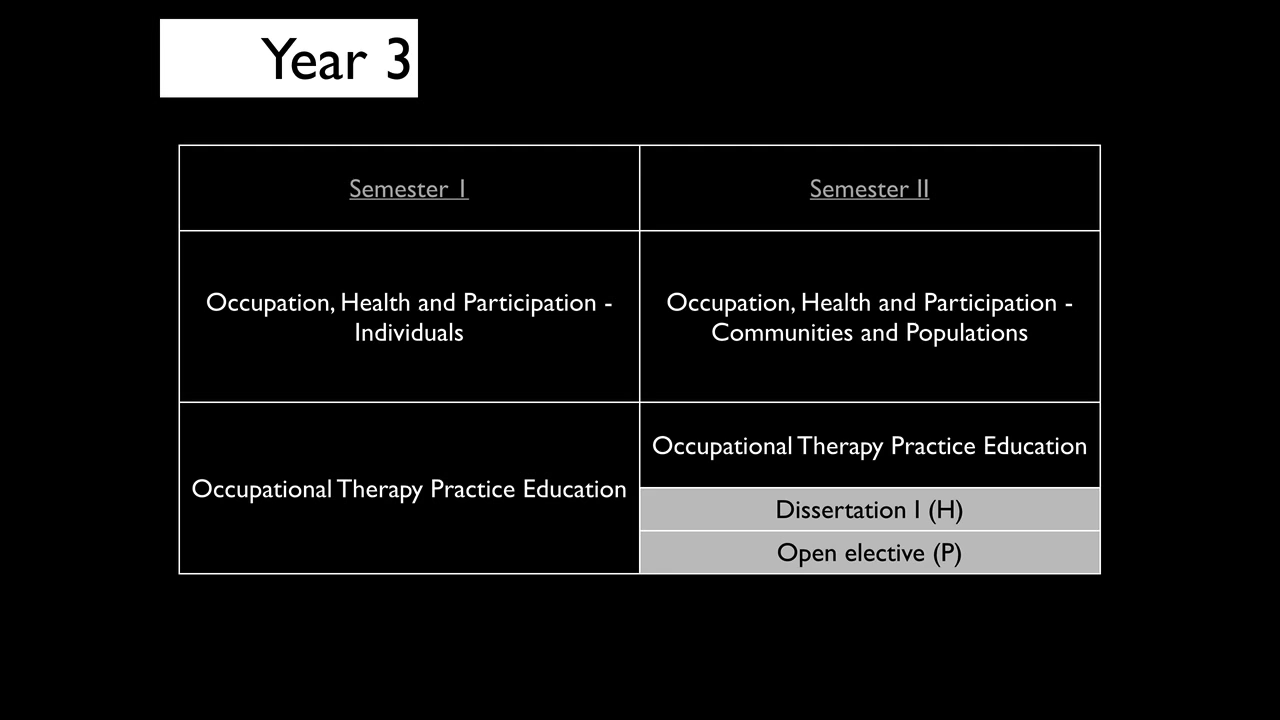 Year 3
Semester 1
Semester II
Occupation, Health and Participation -
Individuals
Occupation, Health and Participation -
Communities and Populations
Occupational Therapy Practice Education
Occupational Therapy Practice Education
Dissertation I (H)
Open elective (P)